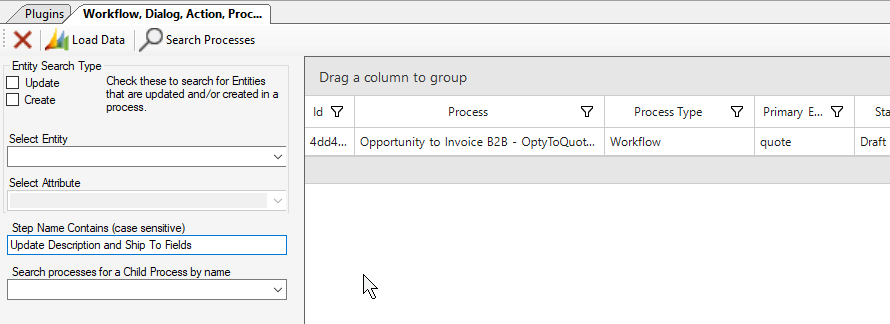 Plugins
Workflow, Dialog, Action, Proc...
Load Data
Search Processes
Entity Search Type
Update
Create
Check these to search for Entities
that are updated and/or created in a
process.
Select Entity
Select Attribute
Step Name Contains (case sensitive)
Update Description and Ship To Fields
Search processes for a Child Process by name
Drag a column to group
Id Process Process Type Primary E... Sta
4dd4... Opportunity to Invoice B2B - OptyToQuot... Workflow quote Draft